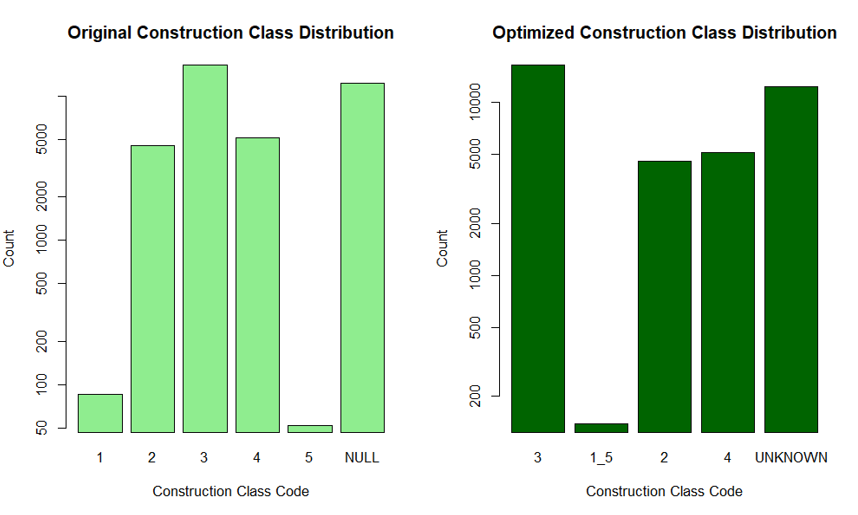 Original Construction Class Distribution
Count
5000
2000
1000
500
200
100
50
1 2 3 4 5 NULL
Construction Class Code
Optimized Construction Class Distribution
Count
10000
5000
2000
1000
500
200
3 1_5 2 4 UNKNOWN
Construction Class Code